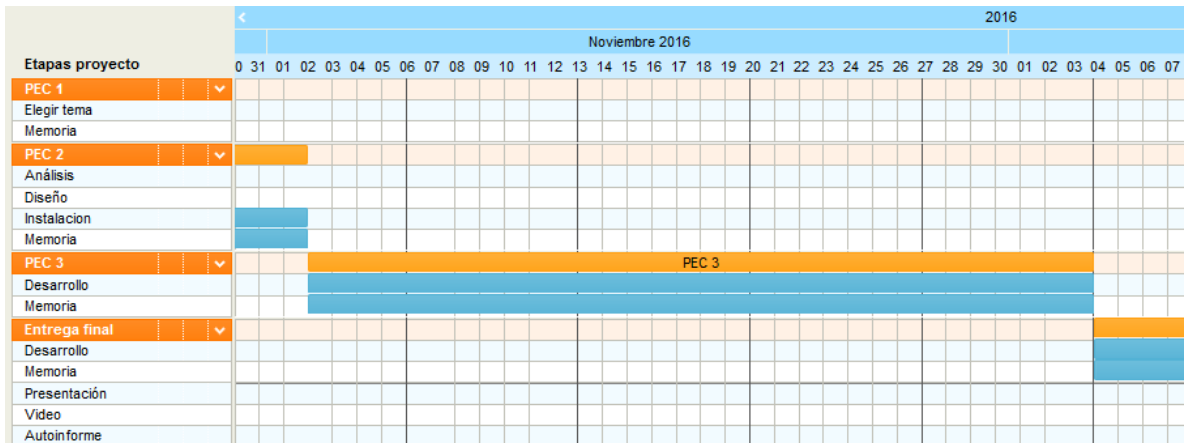 2016
Noviembre 2016
Etapas proyecto
0 31 01 02 03 04 05 06 07 08 09 10 11 12 13 14 15 16 17 18 19 20 21 22 23 24 25 26 27 28 29 30 01 02 03 04 05 06 07
PEC 1
Elegir tema
Memoria
PEC 2
Análisis
Diseño
Instalacion
Memoria
PEC 3 PEC 3
Desarrollo
Memoria
Entrega final
Desarrollo
Memoria
Presentación
Video
Autoinforme